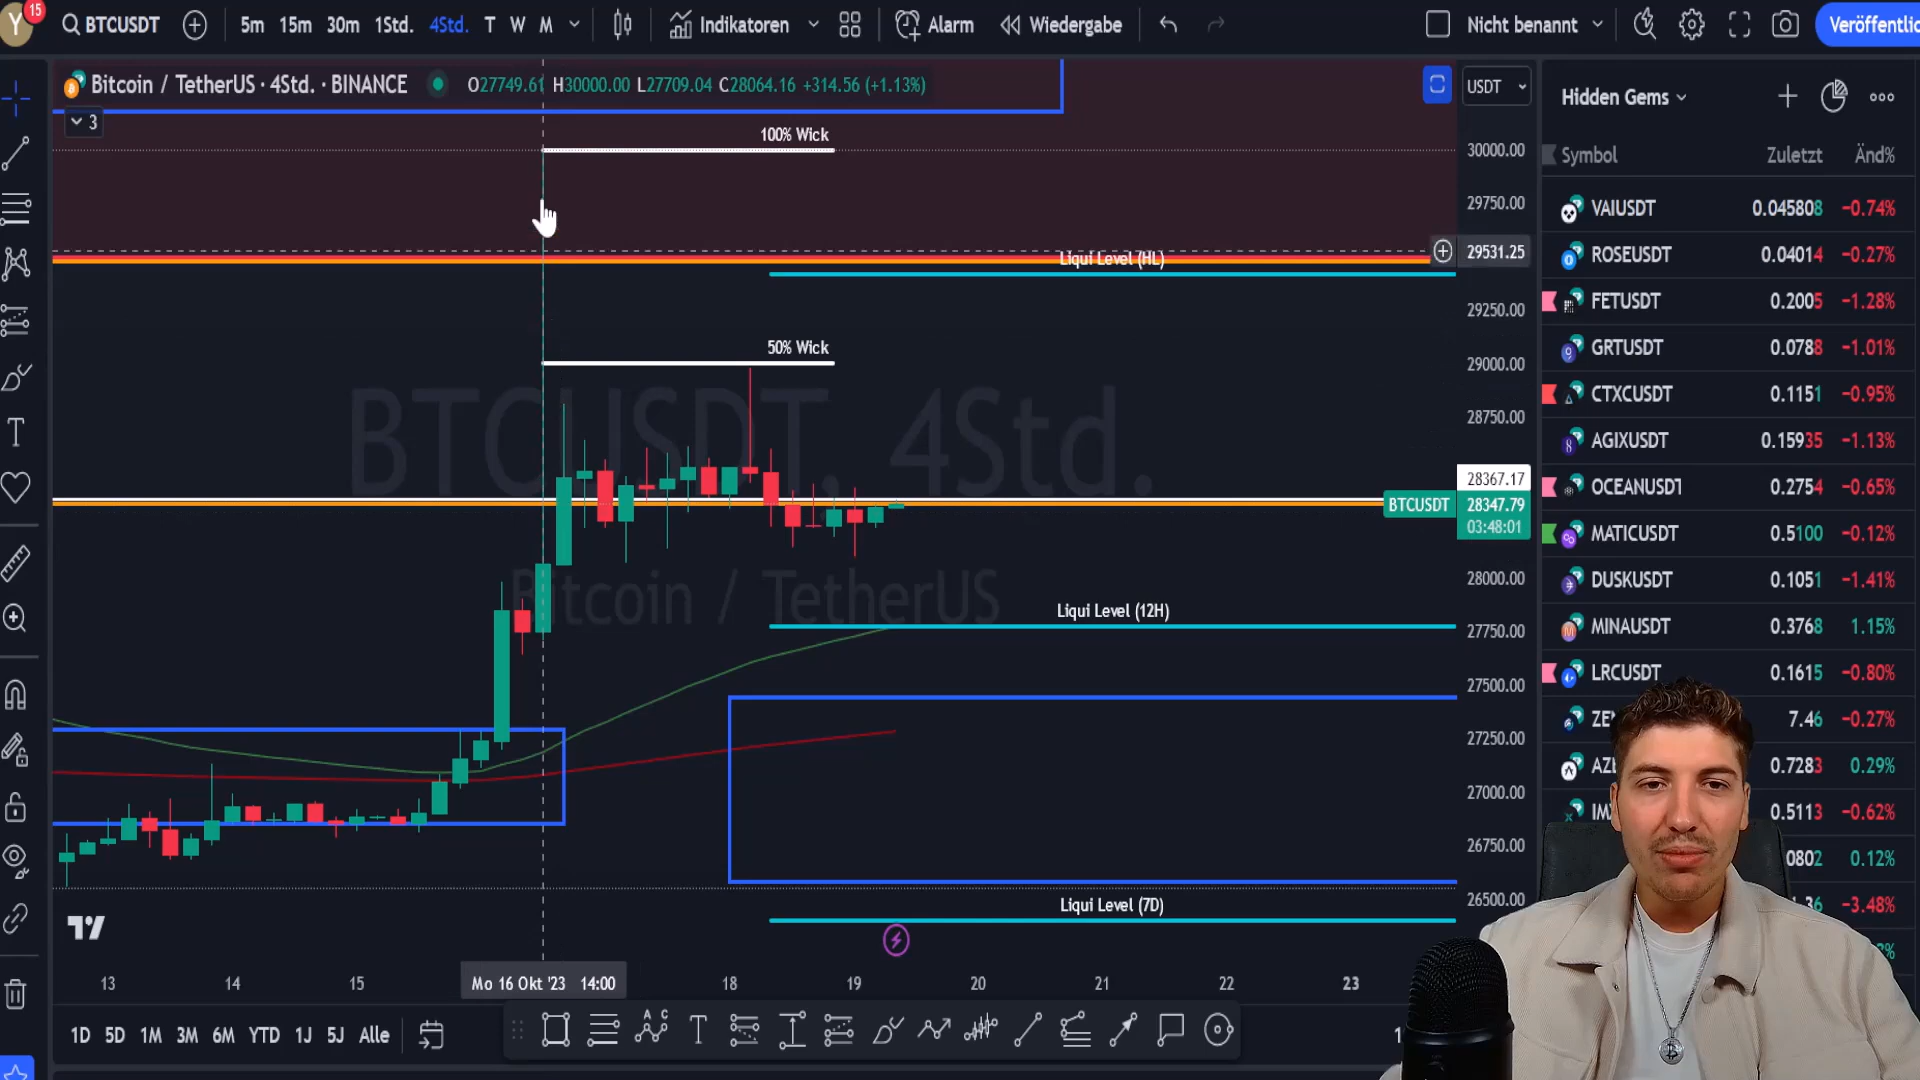 Y
15
BTCUSDT
5m 15m 30m 1Std. 4Std. T W M
Indikatoren
Alarm
Wiedergabe
Nicht benannt
Bitcoin / TetherUS · 4Std. · BINANCE
O27749.61 H30000.00 L27709.04 C28064.16 +314.56 (+1.13%)
3
USDT
Hidden Gems
Symbol Zuletzt Änd%
100% Wick
Liqui Level (HL)
50% Wick
BTCUSDT, 4Std.
Bitcoin / TetherUS
Liqui Level (12H)
Liqui Level (7D)
30000.00
29750.00
29531.25
29250.00
29000.00
28750.00
28367.17
BTCUSDT 28347.79
03:48:01
28000.00
27750.00
27500.00
27250.00
27000.00
26750.00
26500.00
VAIUSDT 0.045808 −0.74%
ROSEUSDT 0.04014 −0.27%
FETUSDT 0.2005 −1.28%
GRTUSDT 0.0788 −1.01%
CTXCUSDT 0.1151 −0.95%
AGIXUSDT 0.15935 −1.13%
OCEANUSDT 0.2754 −0.65%
MATICUSDT 0.5100 −0.12%
DUSKUSDT 0.1051 −1.41%
MINAUSDT 0.3768 1.15%
LRCUSDT 0.1615 −0.80%
7.46 −0.27%
0.7283 0.29%
0.5113 −0.62%
0802 0.12%
−3.48%
13 14 15 Mo 16 Okt '23 14:00 18 19 20 21 22 23
1D 5D 1M 3M 6M YTD 1J 5J Alle